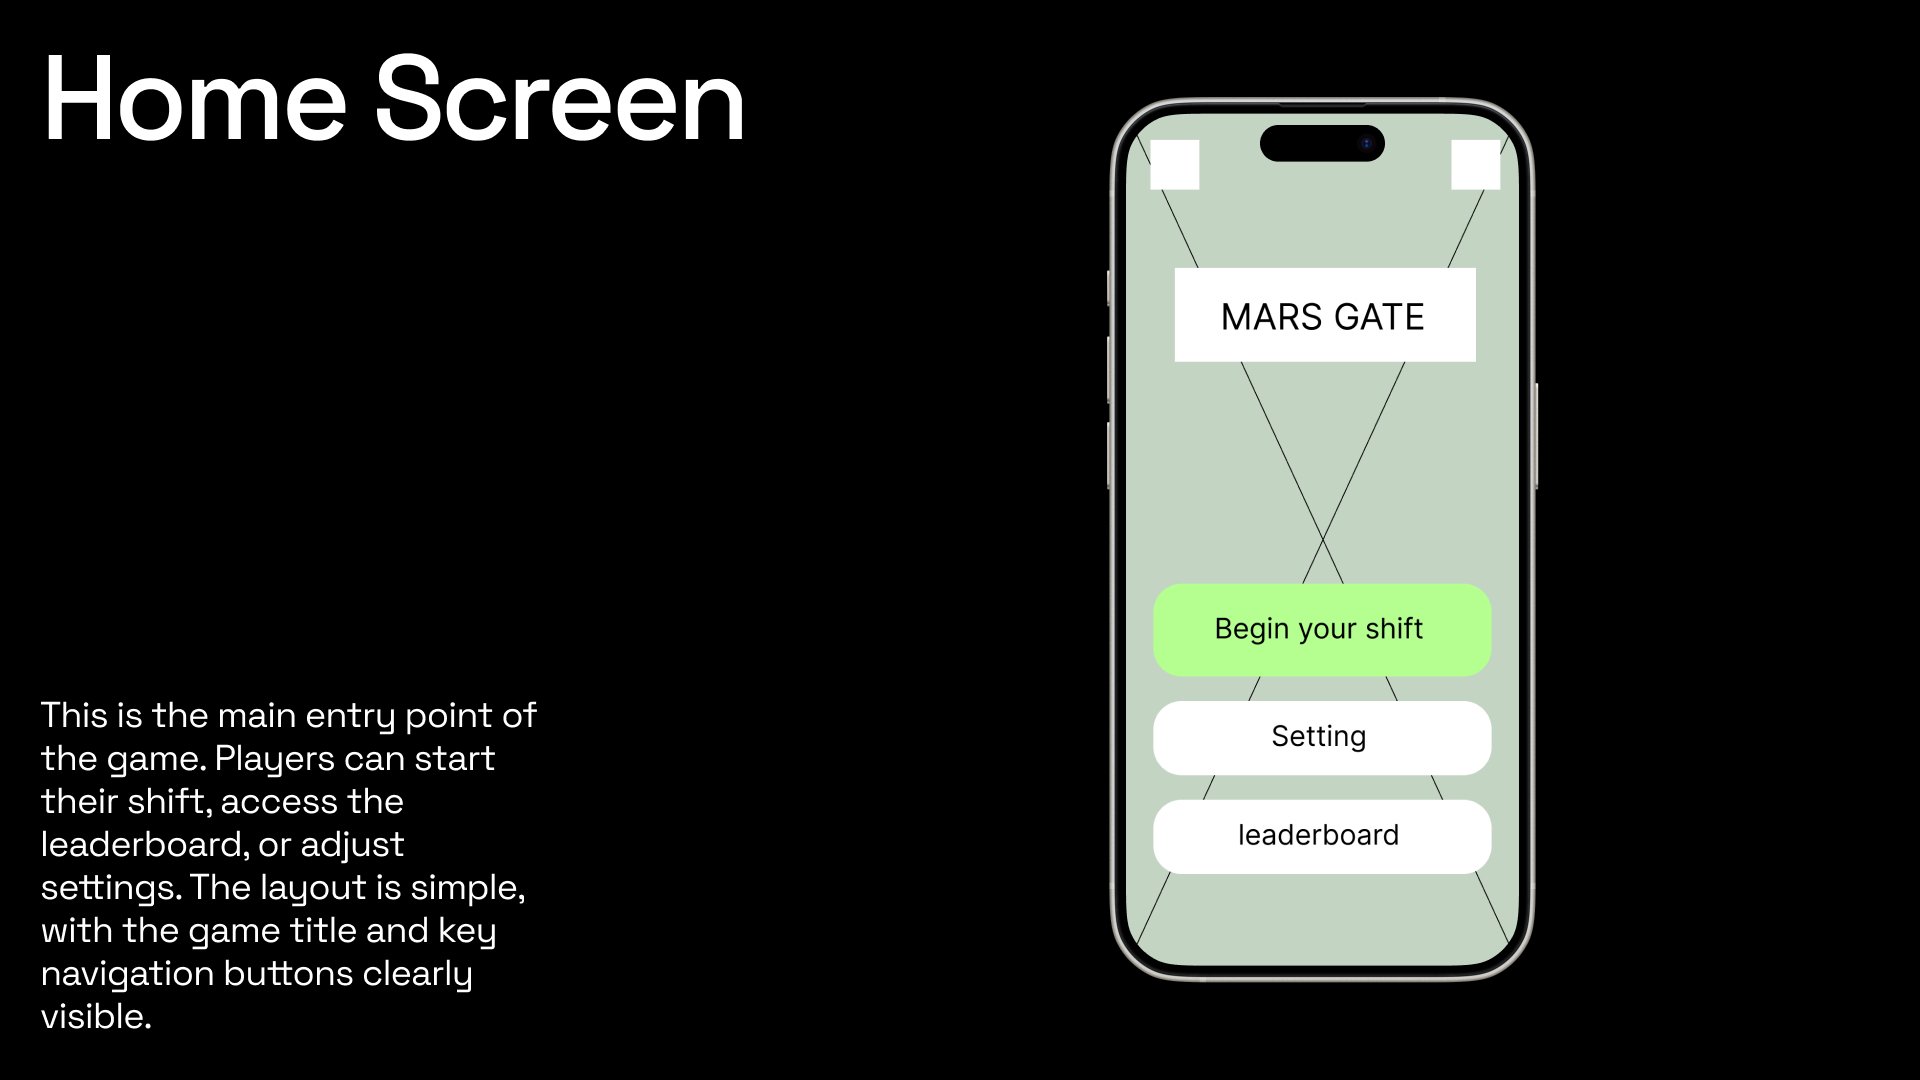 Home Screen
MARS GATE
Begin your shift
Setting
leaderboard
This is the main entry point of
the game. Players can start
their shift, access the
leaderboard, or adjust
settings. The layout is simple,
with the game title and key
navigation buttons clearly
visible.